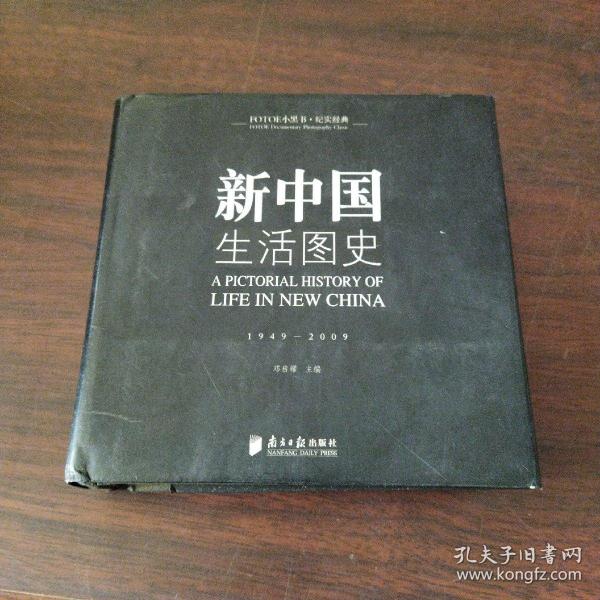 FOTOE小黑书·纪实经典
FOTOE Documentary Photography Classic
新中国
生活图史
A PICTORIAL HISTORY OF
LIFE IN NEW CHINA
1949－2009
邓启耀 主编
南方日报出版社
NANFANG DAILY PRESS
孔夫子旧书网
www.kongfz.com